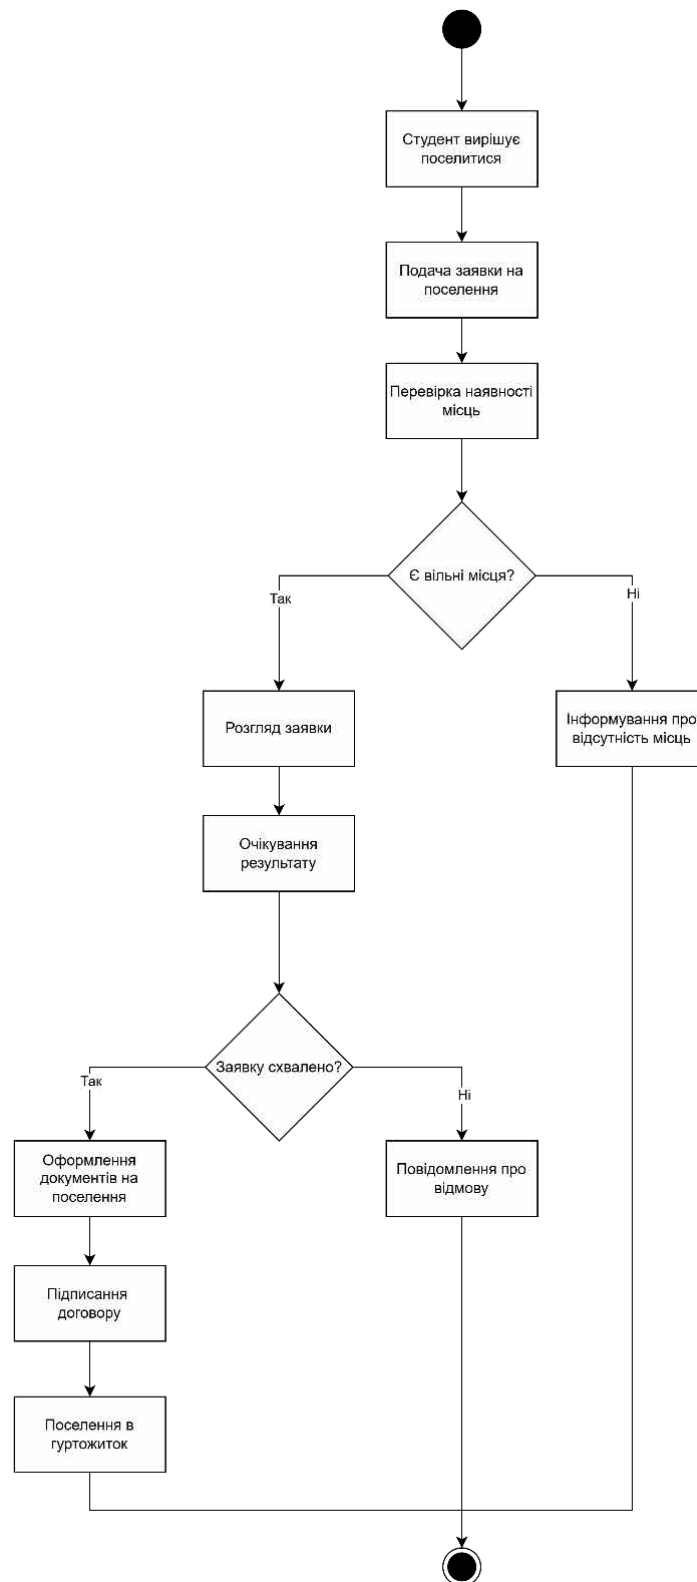 Студент вирішує
поселитися
Подача заявки на
поселення
Перевірка наявності
місць
Є вільні місця?
Так
Ні
Розгляд заявки
Інформування про
відсутність місць
Очікування
результату
Заявку схвалено?
Так
Ні
Оформлення
документів на
поселення
Повідомлення про
відмову
Підписання
договору
Поселення в
гуртожиток